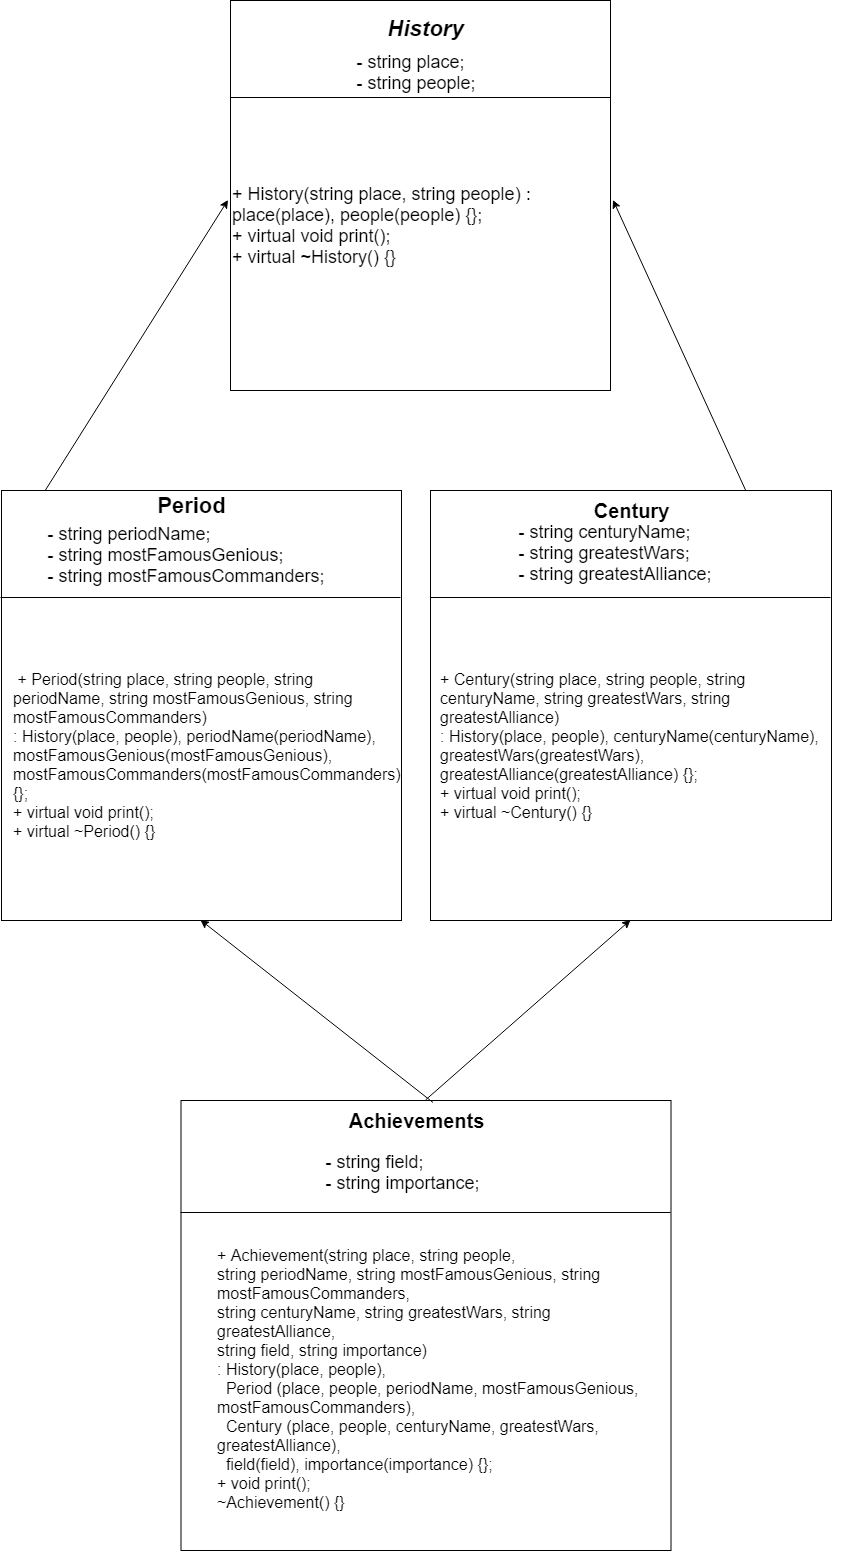 History
- string place;
- string people;
+ History(string place, string people) :
place(place), people(people) {};
+ virtual void print();
+ virtual ~History() {}
Period
- string periodName;
- string mostFamousGenious;
- string mostFamousCommanders;
+ Period(string place, string people, string
periodName, string mostFamousGenious, string
mostFamousCommanders)
: History(place, people), periodName(periodName),
mostFamousGenious(mostFamousGenious),
mostFamousCommanders(mostFamousCommanders)
{};
+ virtual void print();
+ virtual ~Period() {}
Century
- string centuryName;
- string greatestWars;
- string greatestAlliance;
+ Century(string place, string people, string
centuryName, string greatestWars, string
greatestAlliance)
: History(place, people), centuryName(centuryName),
greatestWars(greatestWars),
greatestAlliance(greatestAlliance) {};
+ virtual void print();
+ virtual ~Century() {}
Achievements
- string field;
- string importance;
+ Achievement(string place, string people,
string periodName, string mostFamousGenious, string
mostFamousCommanders,
string centuryName, string greatestWars, string
greatestAlliance,
string field, string importance)
: History(place, people),
Period (place, people, periodName, mostFamousGenious,
mostFamousCommanders),
Century (place, people, centuryName, greatestWars,
greatestAlliance),
field(field), importance(importance) {};
+ void print();
~Achievement() {}